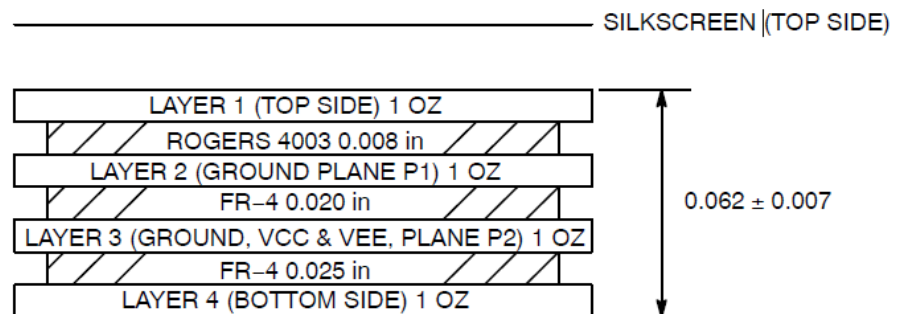 SILKSCREEN (TOP SIDE)
LAYER 1 (TOP SIDE) 1 OZ
ROGERS 4003 0.008 in
LAYER 2 (GROUND PLANE P1) 1 OZ
FR−4 0.020 in
0.062 ± 0.007
LAYER 3 (GROUND, VCC & VEE, PLANE P2) 1 OZ
FR−4 0.025 in
LAYER 4 (BOTTOM SIDE) 1 OZ